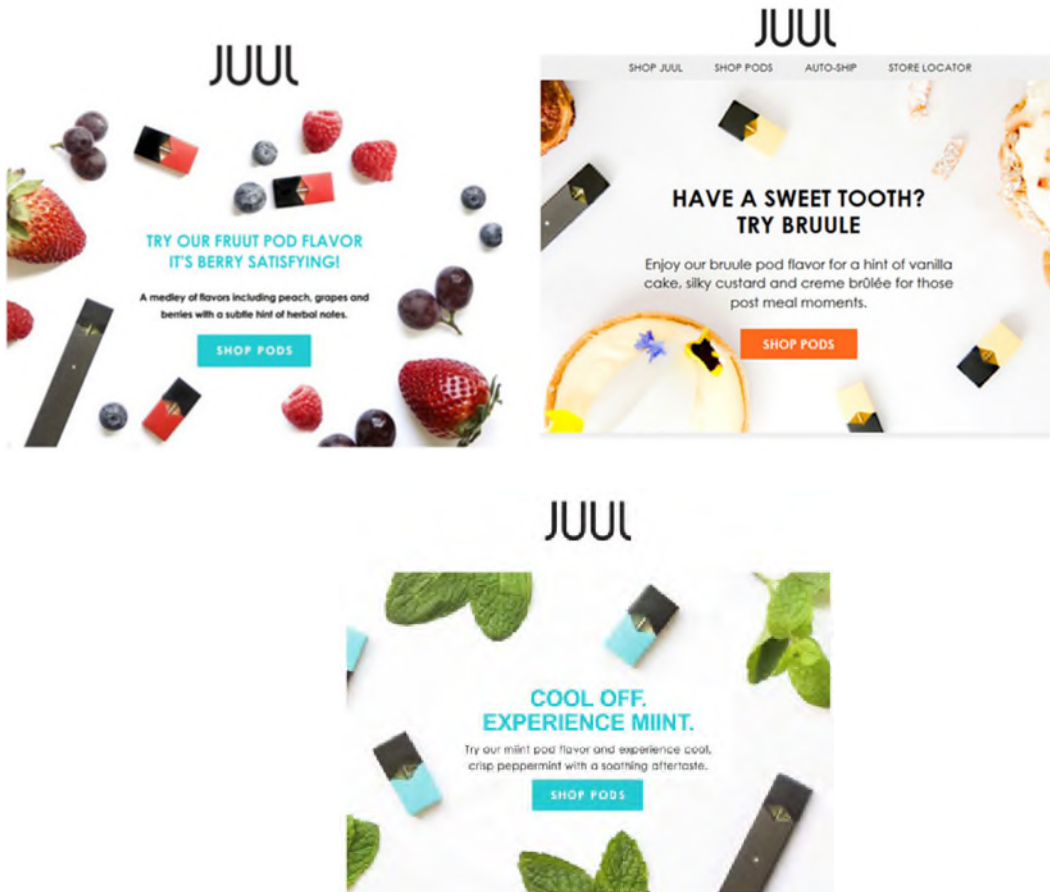 JUUL
TRY OUR FRUUT POD FLAVOR
IT'S BERRY SATISFYING!
A medley of flavors including peach, grapes and
berries with a subtle hint of herbal notes.
SHOP PODS
JUUL
SHOP JUUL SHOP PODS AUTO-SHIP STORE LOCATOR
HAVE A SWEET TOOTH?
TRY BRUULE
Enjoy our bruule pod flavor for a hint of vanilla
cake, silky custard and creme brûlée for those
post meal moments.
SHOP PODS
JUUL
COOL OFF.
EXPERIENCE MIINT.
Try our miint pod flavor and experience cool,
crisp peppermint with a soothing aftertaste.
SHOP PODS